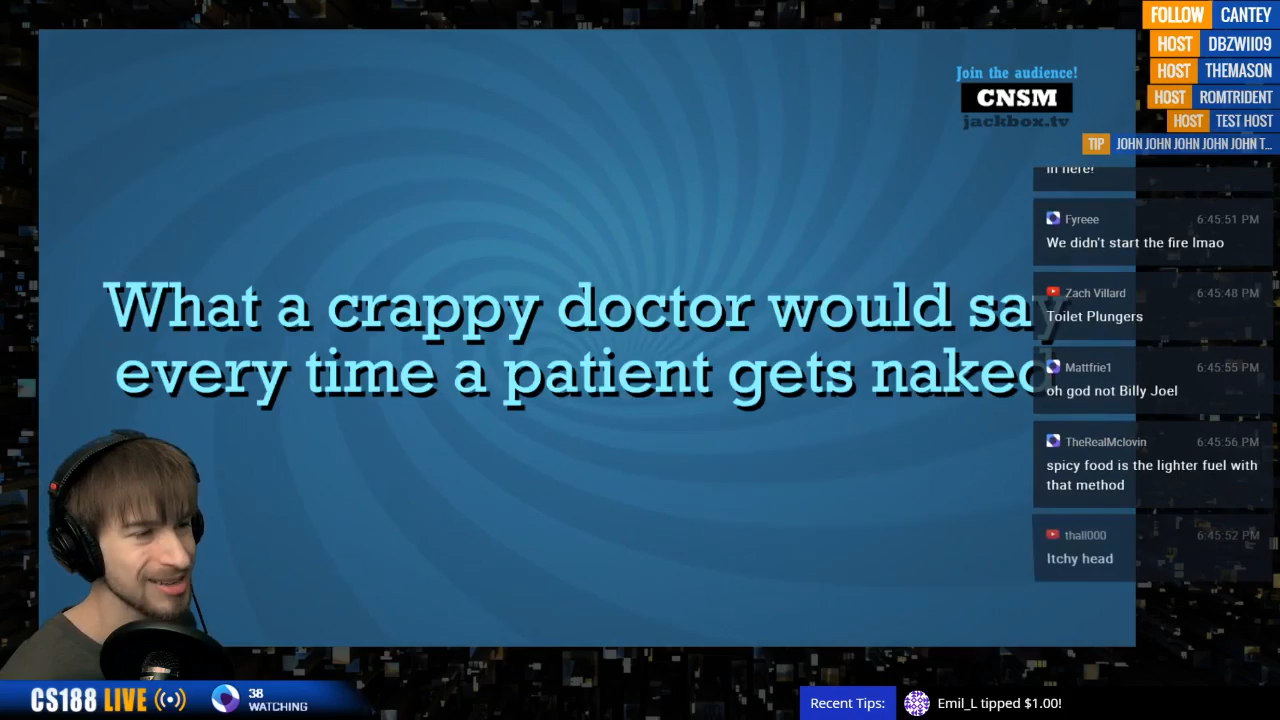 FOLLOW CANTEY
HOST DBZWII09
HOST THEMASON
HOST ROMTRIDENT
HOST TEST HOST
TIP JOHN JOHN JOHN JOHN JOHN T...
Join the audience!
CNSM
jackbox.tv
What a crappy doctor would say
every time a patient gets naked
in here!
Fyreee 6:45:51 PM
We didn't start the fire lmao
Zach Villard 6:45:48 PM
Toilet Plungers
Mattfrie1 6:45:55 PM
oh god not Billy Joel
TheRealMclovin 6:45:56 PM
spicy food is the lighter fuel with
that method
thall000 6:45:52 PM
Itchy head
CS188 LIVE
38
WATCHING
Recent Tips: Emil_L tipped $1.00!